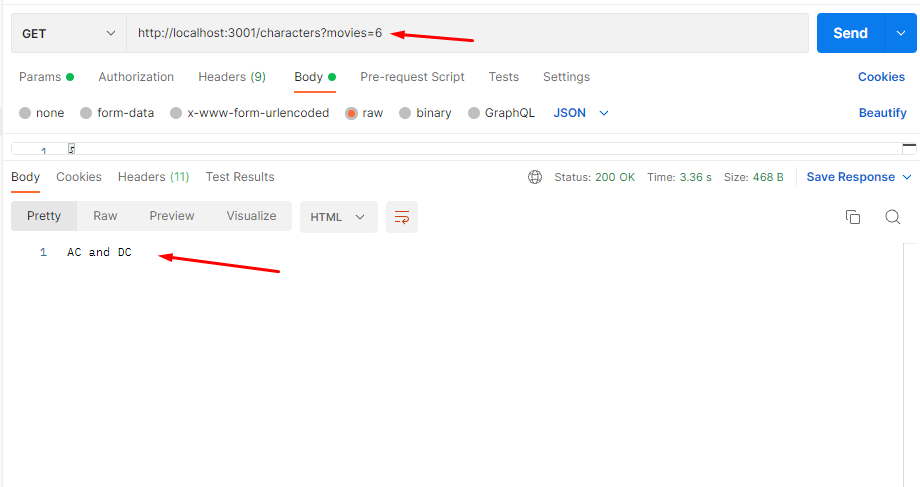 GET http://localhost:3001/characters?movies=6 Send
Params Authorization Headers (9) Body Pre-request Script Tests Settings Cookies
none form-data x-www-form-urlencoded raw binary GraphQL JSON Beautify
1
Body Cookies Headers (11) Test Results Status: 200 OK Time: 3.36 s Size: 468 B Save Response
Pretty Raw Preview Visualize HTML
1 AC and DC